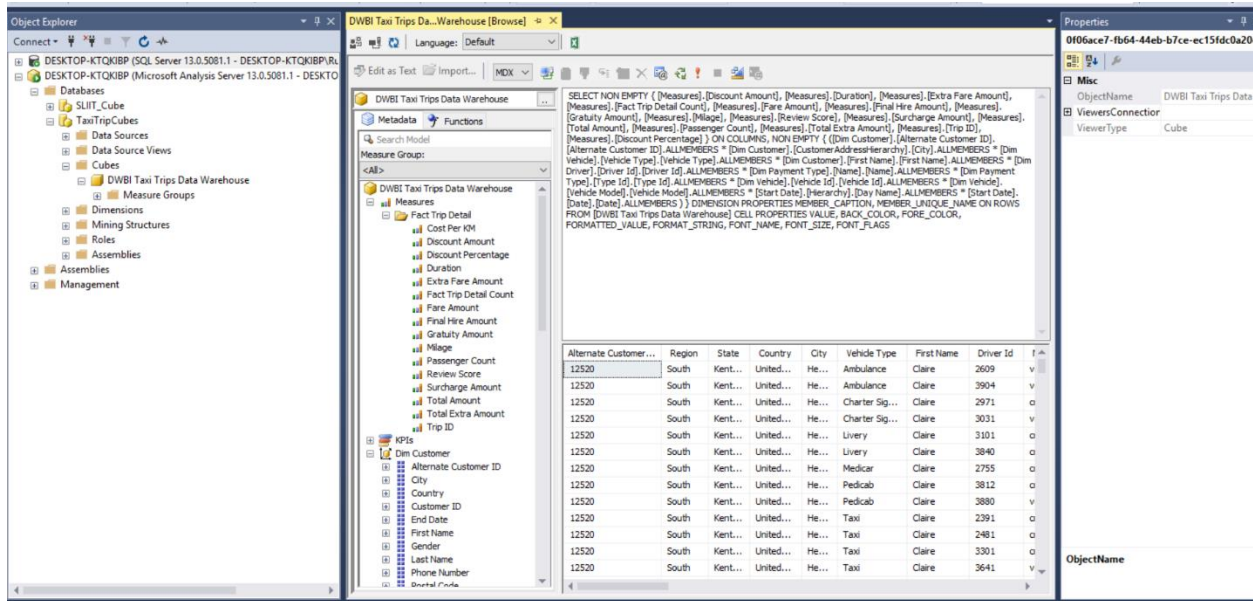 Object Explorer
Connect
DESKTOP-KTQKIBP (SQL Server 13.0.5081.1 - DESKTOP-KTQKIBP\Ru
DESKTOP-KTQKIBP (Microsoft Analysis Server 13.0.5081.1 - DESKTO
Databases
SLIIT_Cube
TaxiTripCubes
Data Sources
Data Source Views
Cubes
DWBI Taxi Trips Data Warehouse
Measure Groups
Dimensions
Mining Structures
Roles
Assemblies
Assemblies
Management
DWBI Taxi Trips Da...Warehouse [Browse]
Language: Default
Edit as Text Import... MDX
DWBI Taxi Trips Data Warehouse ..
Metadata Functions
Search Model
Measure Group:
<All>
DWBI Taxi Trips Data Warehouse
Measures
Fact Trip Detail
Cost Per KM
Discount Amount
Discount Percentage
Duration
Extra Fare Amount
Fact Trip Detail Count
Fare Amount
Final Hire Amount
Gratuity Amount
Milage
Passenger Count
Review Score
Surcharge Amount
Total Amount
Total Extra Amount
Trip ID
KPIs
Dim Customer
Alternate Customer ID
City
Country
Customer ID
End Date
First Name
Gender
Last Name
Phone Number
Postal Code
SELECT NON EMPTY { [Measures].[Discount Amount], [Measures].[Duration], [Measures].[Extra Fare Amount],
[Measures].[Fact Trip Detail Count], [Measures].[Fare Amount], [Measures].[Final Hire Amount], [Measures].
[Gratuity Amount], [Measures].[Milage], [Measures].[Review Score], [Measures].[Surcharge Amount], [Measures].
[Total Amount], [Measures].[Passenger Count], [Measures].[Total Extra Amount], [Measures].[Trip ID],
[Measures].[Discount Percentage] } ON COLUMNS, NON EMPTY { ([Dim Customer].[Alternate Customer ID].
[Alternate Customer ID].ALLMEMBERS * [Dim Customer].[CustomerAddressHierarchy].[City].ALLMEMBERS * [Dim
Vehicle].[Vehicle Type].[Vehicle Type].ALLMEMBERS * [Dim Customer].[First Name].[First Name].ALLMEMBERS * [Dim
Driver].[Driver Id].[Driver Id].ALLMEMBERS * [Dim Payment Type].[Name].[Name].ALLMEMBERS * [Dim Payment
Type].[Type Id].[Type Id].ALLMEMBERS * [Dim Vehicle].[Vehicle Id].[Vehicle Id].ALLMEMBERS * [Dim Vehicle].
[Vehicle Model].[Vehicle Model].ALLMEMBERS * [Start Date].[Hierarchy].[Day Name].ALLMEMBERS * [Start Date].
[Date].[Date].ALLMEMBERS ) } DIMENSION PROPERTIES MEMBER_CAPTION, MEMBER_UNIQUE_NAME ON ROWS
FROM [DWBI Taxi Trips Data Warehouse] CELL PROPERTIES VALUE, BACK_COLOR, FORE_COLOR,
FORMATTED_VALUE, FORMAT_STRING, FONT_NAME, FONT_SIZE, FONT_FLAGS
Alternate Customer... Region State Country City Vehicle Type First Name Driver Id
12520 South Kent... United... He... Ambulance Claire 2609
12520 South Kent... United... He... Ambulance Claire 3904
12520 South Kent... United... He... Charter Sig... Claire 2971
12520 South Kent... United... He... Charter Sig... Claire 3031
12520 South Kent... United... He... Livery Claire 3101
12520 South Kent... United... He... Livery Claire 3840
12520 South Kent... United... He... Medicar Claire 2755
12520 South Kent... United... He... Pedicab Claire 3812
12520 South Kent... United... He... Pedicab Claire 3880
12520 South Kent... United... He... Taxi Claire 2391
12520 South Kent... United... He... Taxi Claire 2481
12520 South Kent... United... He... Taxi Claire 3301
12520 South Kent... United... He... Taxi Claire 3641
Properties
0f06ace7-fb64-44eb-b7ce-ec15fdc0a20
Misc
ObjectName DWBI Taxi Trips Data
ViewersConnection
ViewerType Cube
ObjectName